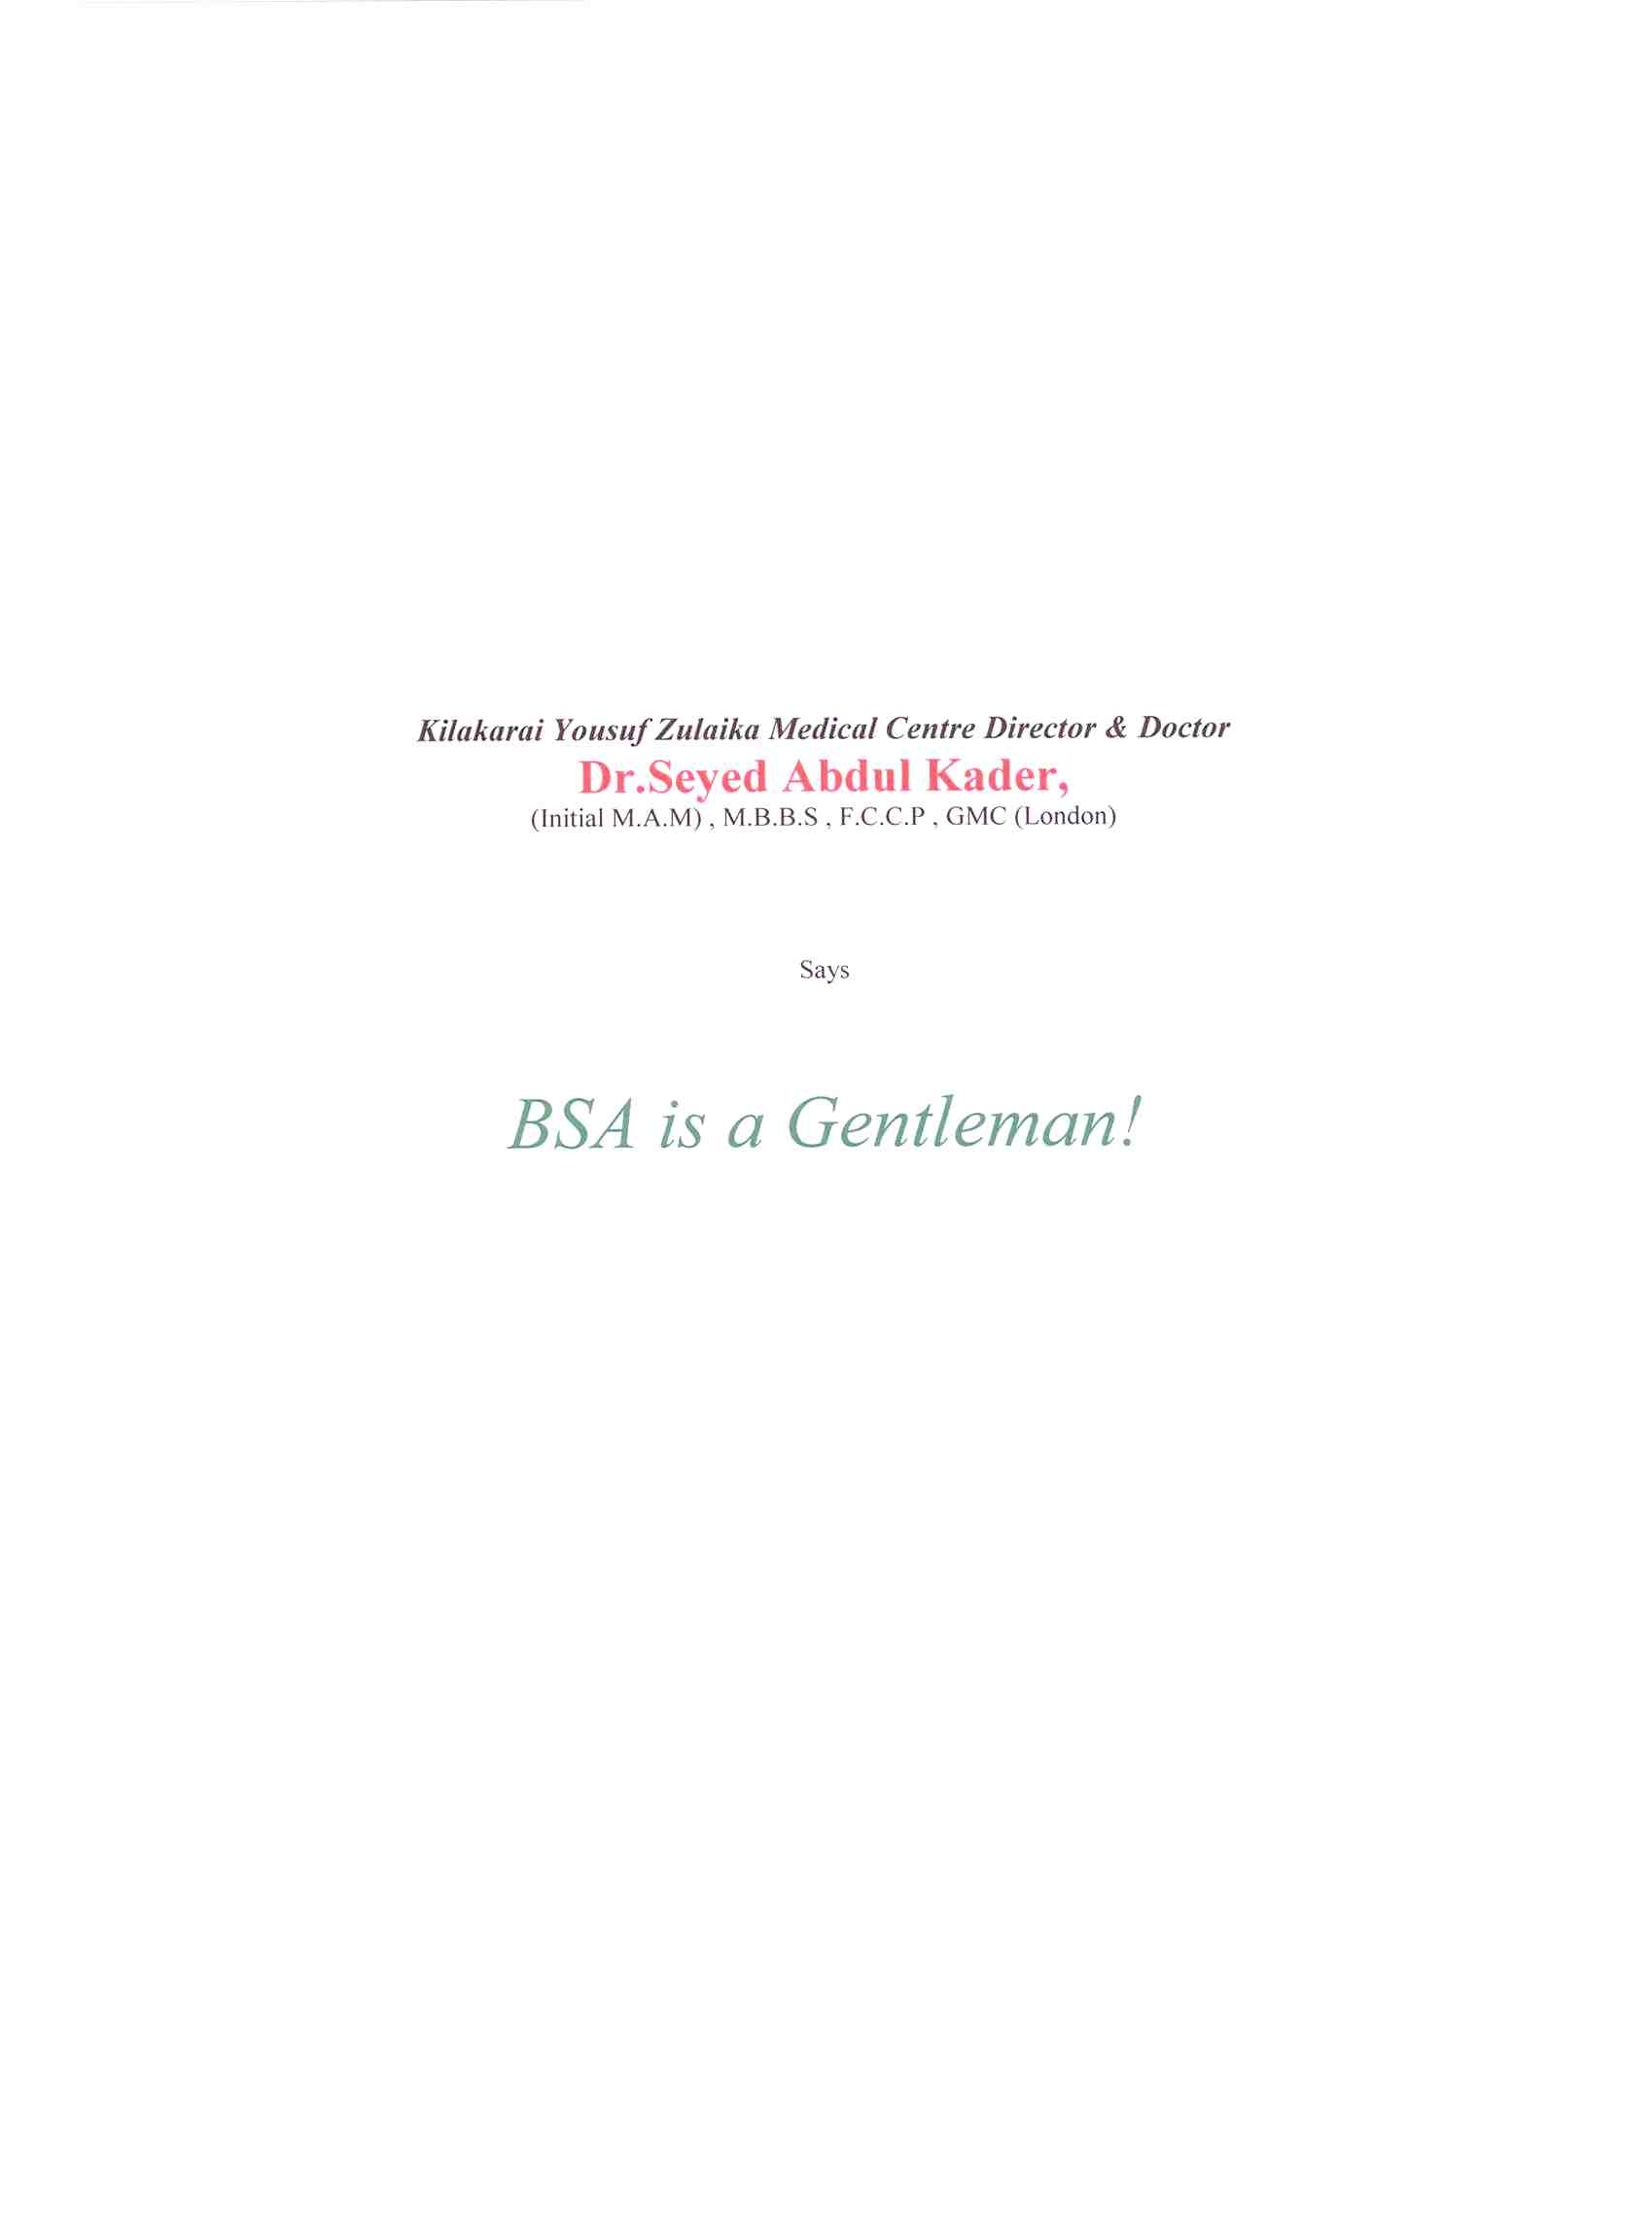 Kilakarai Yousuf Zulaika Medical Centre Director & Doctor
Dr.Seyed Abdul Kader,
(Initial M.A.M) , M.B.B.S , F.C.C.P , GMC (London)
Says
BSA is a Gentleman!